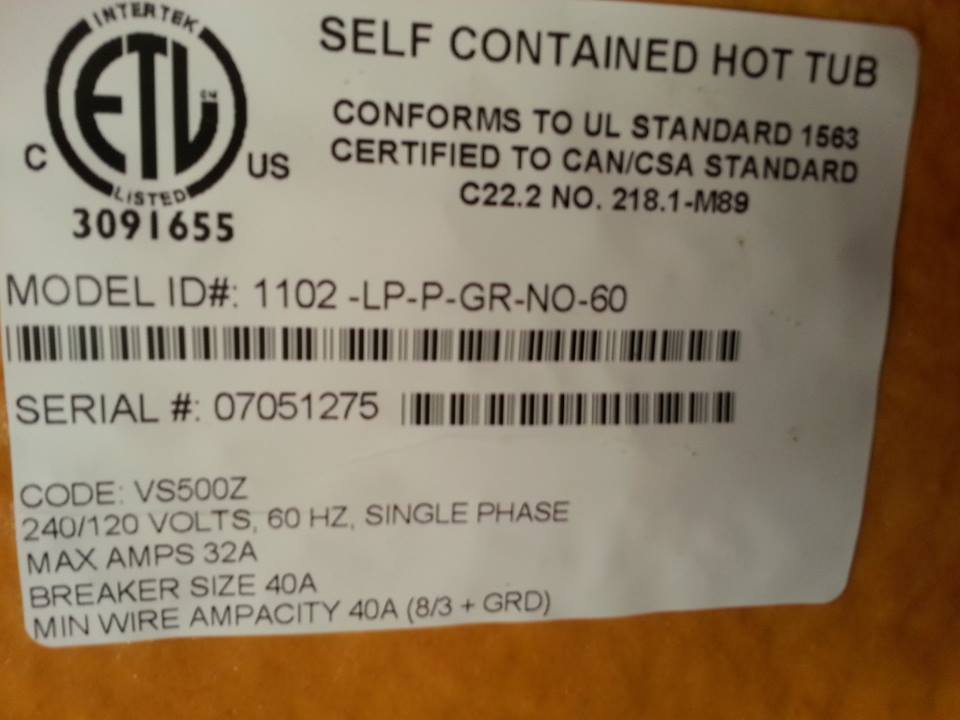 INTERTEK
ETL CM
C US
LISTED
3091655
SELF CONTAINED HOT TUB
CONFORMS TO UL STANDARD 1563
CERTIFIED TO CAN/CSA STANDARD
C22.2 NO. 218.1-M89
MODEL ID#: 1102 -LP-P-GR-NO-60
SERIAL #: 07051275
CODE: VS500Z
240/120 VOLTS, 60 HZ, SINGLE PHASE
MAX AMPS 32A
BREAKER SIZE 40A
MIN WIRE AMPACITY 40A (8/3 + GRD)